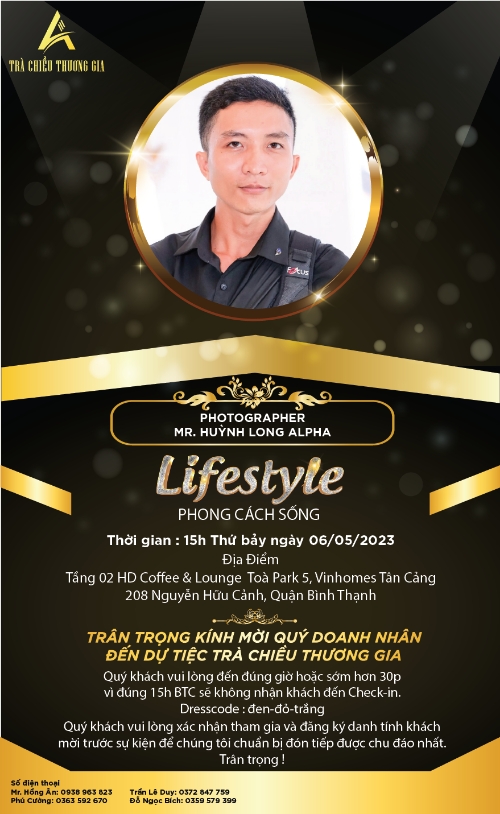 TRÀ CHIỀU THƯƠNG GIA
FOCUS
PHOTOGRAPHER
MR. HUỲNH LONG ALPHA
Lifestyle
PHONG CÁCH SỐNG
Thời gian : 15h Thứ bảy ngày 06/05/2023
Địa Điểm
Tầng 02 HD Coffee & Lounge Toà Park 5, Vinhomes Tân Cảng
208 Nguyễn Hữu Cảnh, Quận Bình Thạnh
TRÂN TRỌNG KÍNH MỜI QUÝ DOANH NHÂN
ĐẾN DỰ TIỆC TRÀ CHIỀU THƯƠNG GIA
Quý khách vui lòng đến đúng giờ hoặc sớm hơn 30p
vì đúng 15h BTC sẽ không nhận khách đến Check-in.
Dresscode : đen-đỏ-trắng
Quý khách vui lòng xác nhận tham gia và đăng ký danh tính khách
mời trước sự kiện để chúng tôi chuẩn bị đón tiếp được chu đáo nhất.
Trân trọng !
Số điện thoại
Mr. Hồng Ân: 0938 963 823 Trần Lê Duy: 0372 847 759
Phú Cường: 0363 592 670 Đỗ Ngọc Bích: 0359 579 399